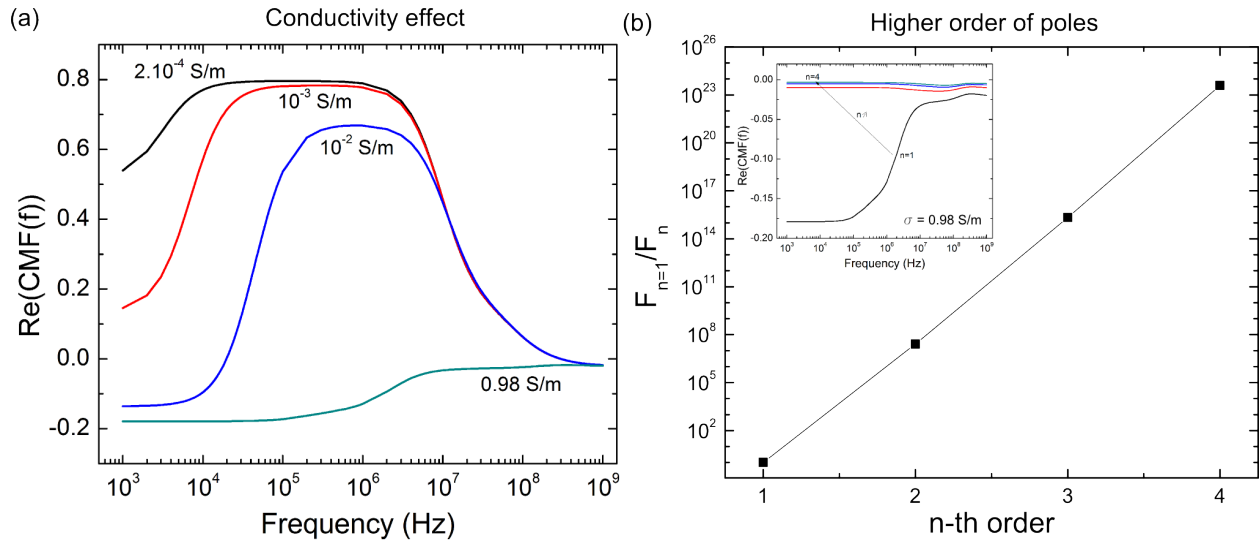 (a)
Conductivity effect
0.8
0.6
0.4
0.2
0.0
-0.2
Re(CMF(f))
2.10⁻⁴ S/m
10⁻³ S/m
10⁻² S/m
0.98 S/m
10³ 10⁴ 10⁵ 10⁶ 10⁷ 10⁸ 10⁹
Frequency (Hz)
(b)
Higher order of poles
10²⁶
10²³
10²⁰
10¹⁷
10¹⁴
10¹¹
10⁸
10⁵
10²
Fₙ₌₁/Fₙ
0.00
-0.05
-0.10
-0.15
-0.20
Re(CMF(f))
n=4
n=1
σ = 0.98 S/m
10³ 10⁴ 10⁵ 10⁶ 10⁷ 10⁸ 10⁹
Frequency (Hz)
1 2 3 4
n-th order